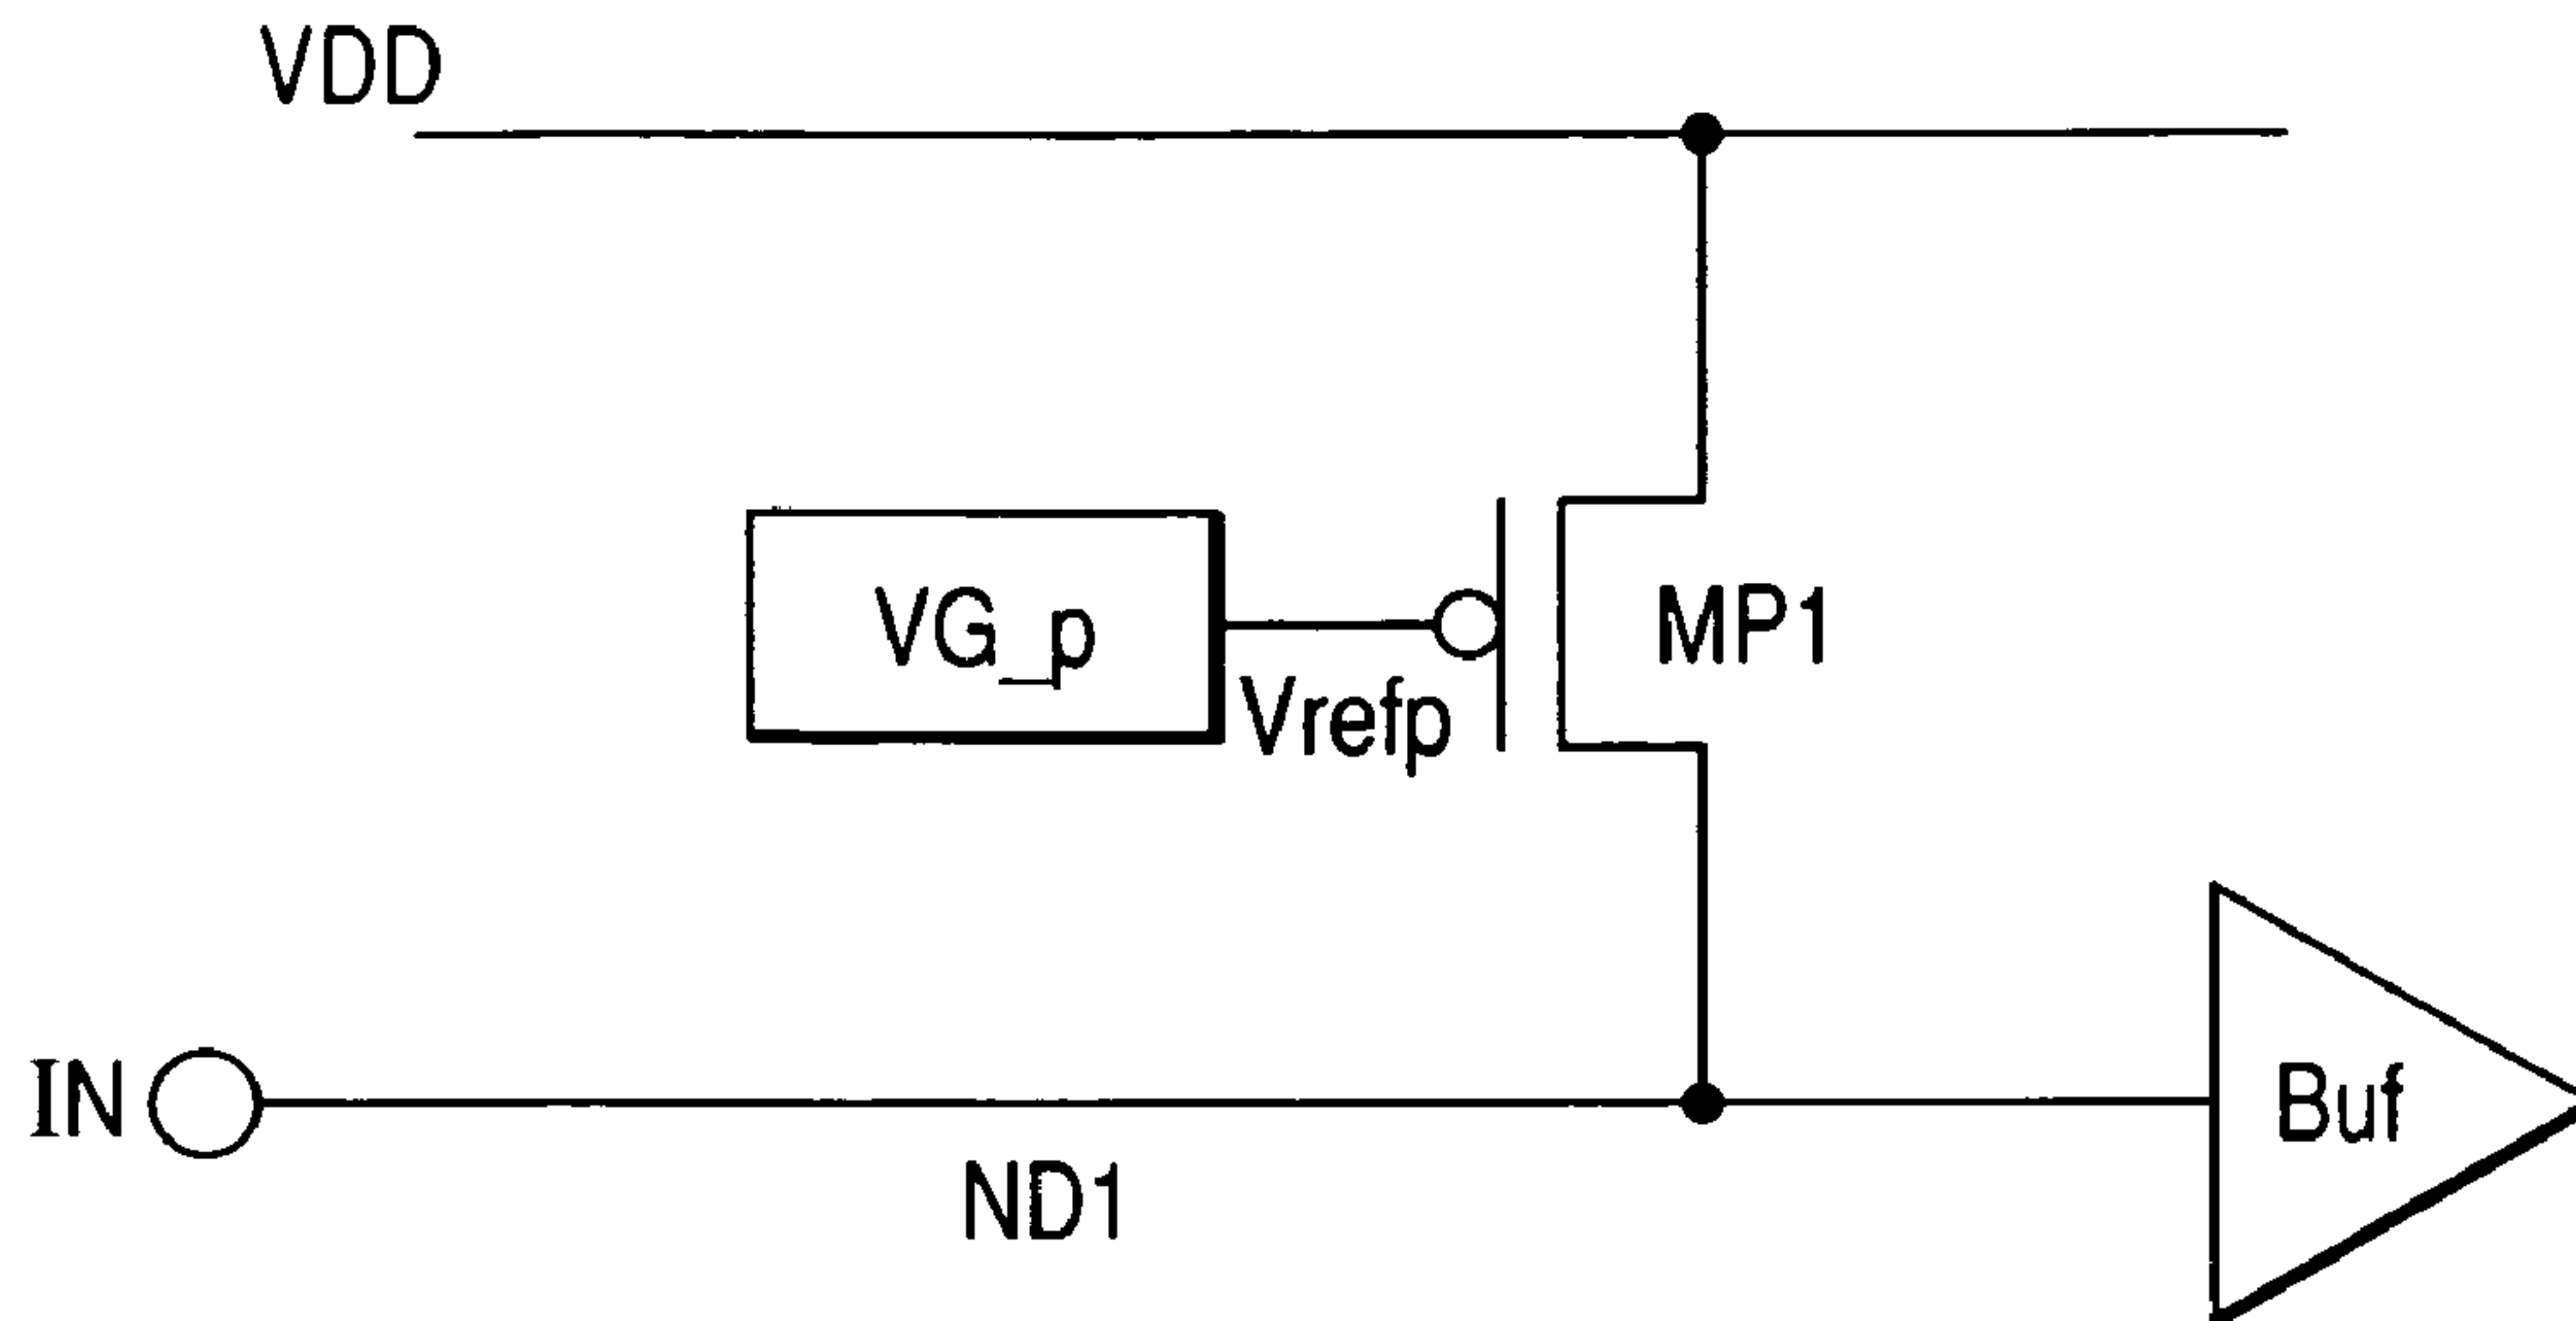 VDD
VG_p
MP1
Vrefp
IN
Buf
ND1